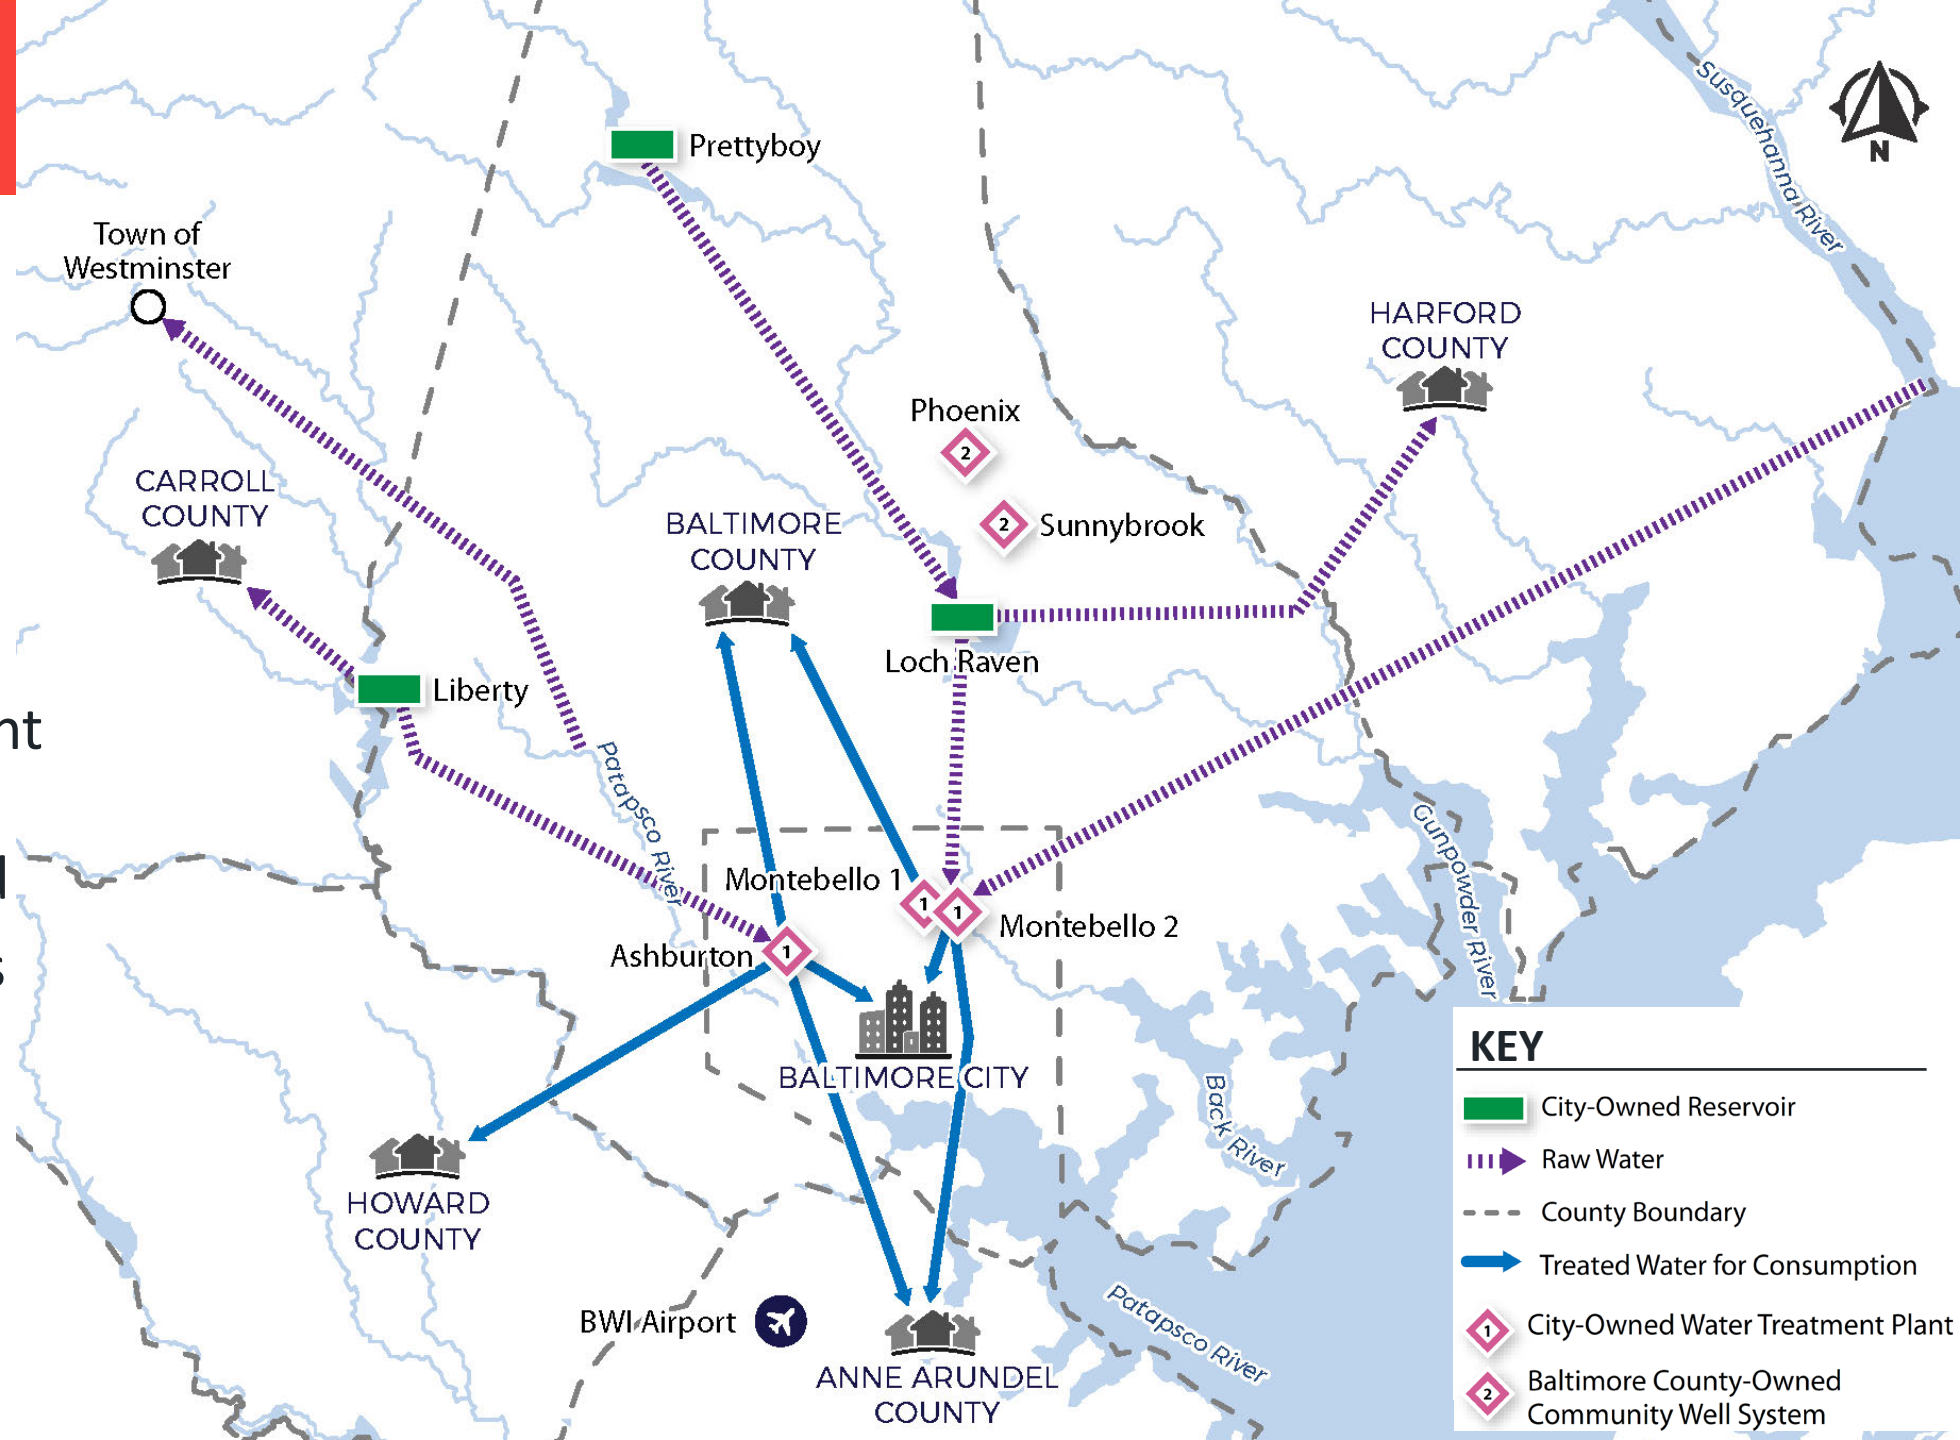 Susquehanna River
N
Prettyboy
Town of
Westminster
HARFORD
COUNTY
Phoenix
2
CARROLL
COUNTY
BALTIMORE
COUNTY
2
Sunnybrook
Loch Raven
Liberty
nt
Patapsco River
Gunpowder River
Montebello 1
1
1
Montebello 2
Ashburton
1
s
BALTIMORE CITY
Back River
HOWARD
COUNTY
BWI Airport
Patapsco River
ANNE ARUNDEL
COUNTY
KEY
City-Owned Reservoir
Raw Water
County Boundary
Treated Water for Consumption
1
City-Owned Water Treatment Plant
2
Baltimore County-Owned
Community Well System